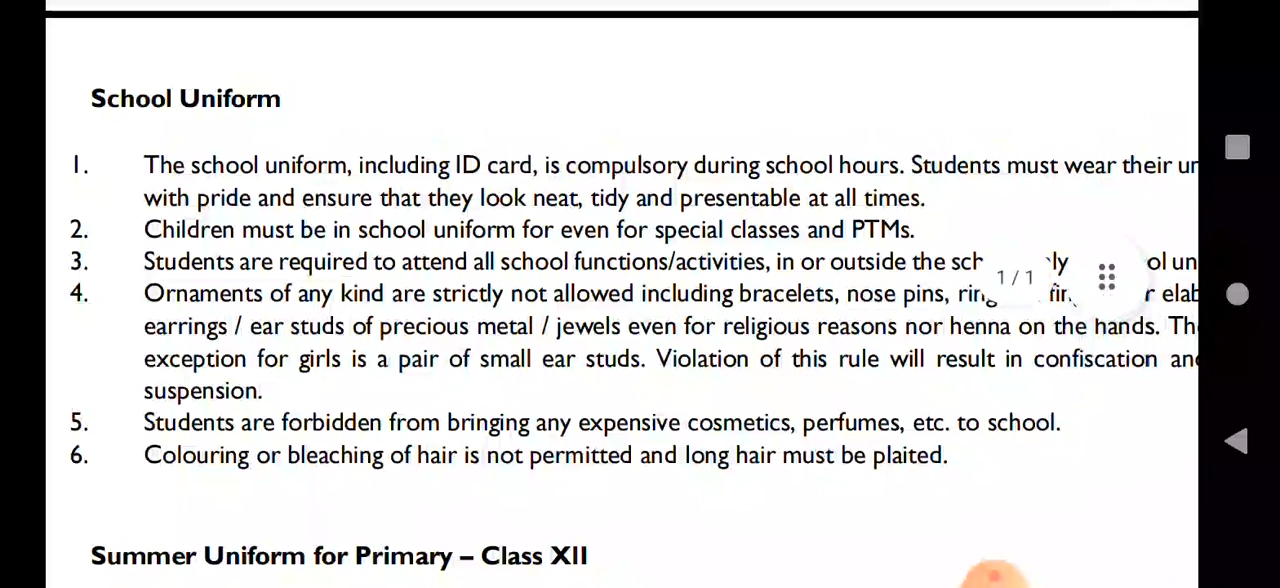 School Uniform
1. The school uniform, including ID card, is compulsory during school hours. Students must wear their
with pride and ensure that they look neat, tidy and presentable at all times.
2. Children must be in school uniform for even for special classes and PTMs.
3. Students are required to attend all school functions/activities, in or outside the
1/1
4. Ornaments of any kind are strictly not allowed including bracelets, nose pins,
earrings / ear studs of precious metal / jewels even for religious reasons nor henna on the hands.
exception for girls is a pair of small ear studs. Violation of this rule will result in confiscation
suspension.
5. Students are forbidden from bringing any expensive cosmetics, perfumes, etc. to school.
6. Colouring or bleaching of hair is not permitted and long hair must be plaited.
Summer Uniform for Primary – Class XII